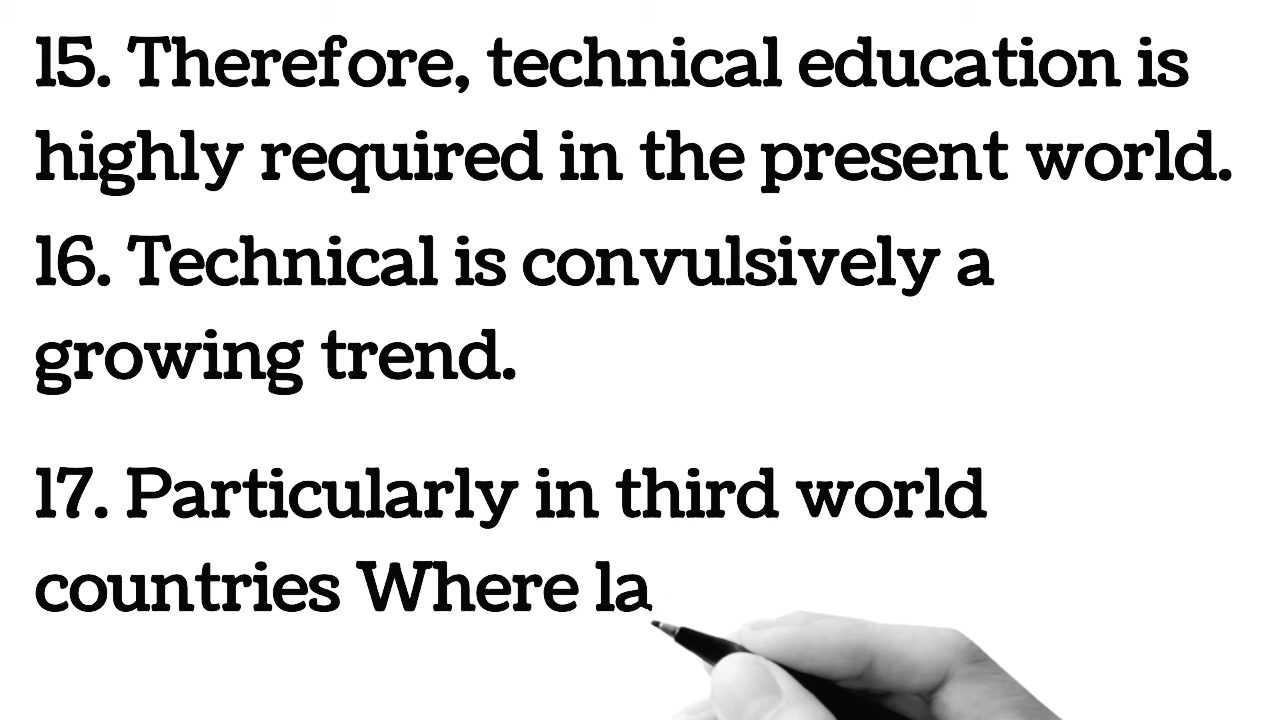 15. Therefore, technical education is
highly required in the present world.
16. Technical is convulsively a
growing trend.
17. Particularly in third world
countries Where la